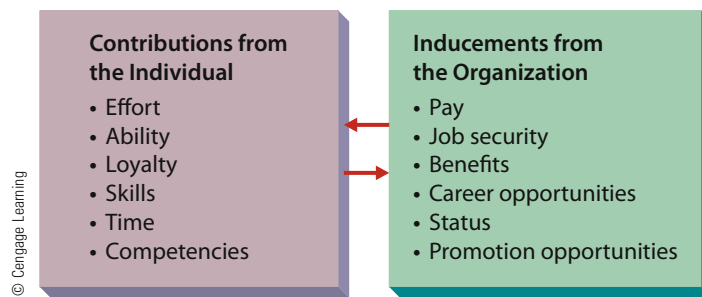 Contributions from
the Individual
• Effort
• Ability
• Loyalty
• Skills
• Time
• Competencies
Inducements from
the Organization
• Pay
• Job security
• Benefits
• Career opportunities
• Status
• Promotion opportunities
© Cengage Learning